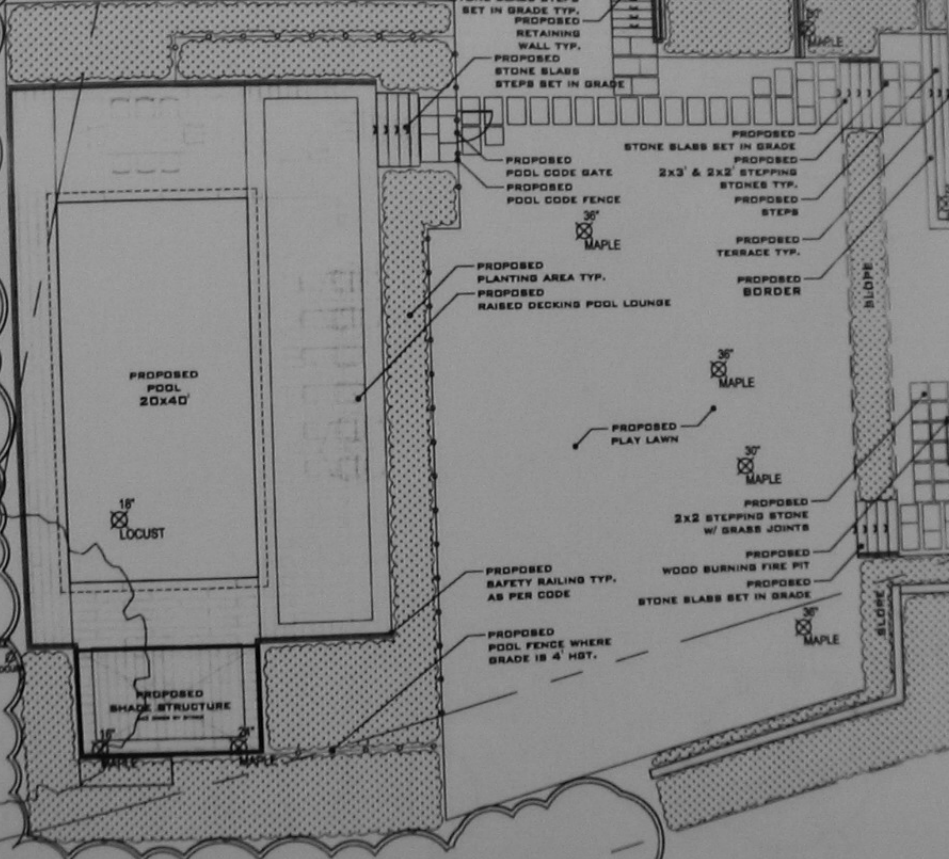 SET IN GRADE TYP.
PROPOSED
RETAINING
WALL TYP.
PROPOSED
STONE SLABS
STEPS SET IN GRADE
MAPLE
PROPOSED
STONE SLABS SET IN GRADE
PROPOSED
2x3' & 2x2' STEPPING
STONES TYP.
PROPOSED
STEPS
PROPOSED
TERRACE TYP.
PROPOSED
BORDER
PROPOSED
POOL CODE GATE
PROPOSED
POOL CODE FENCE
36"
MAPLE
SLOPE
PROPOSED
PLANTING AREA TYP.
PROPOSED
RAISED DECKING POOL LOUNGE
PROPOSED
POOL
20x40'
36"
MAPLE
PROPOSED
PLAY LAWN
30"
MAPLE
18"
LOCUST
PROPOSED
2x2 STEPPING STONE
W/ GRASS JOINTS
PROPOSED
WOOD BURNING FIRE PIT
PROPOSED
STONE SLABS SET IN GRADE
PROPOSED
SAFETY RAILING TYP.
AS PER CODE
36"
MAPLE
SLOPE
PROPOSED
POOL FENCE WHERE
GRADE IS 4' HGT.
PROPOSED
SHADE STRUCTURE
MAPLE
MAPLE